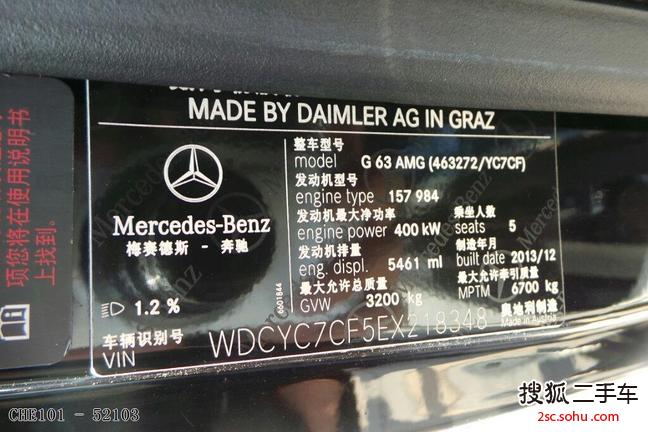 MADE BY DAIMLER AG IN GRAZ
整车型号
model G 63 AMG (463272/YC7CF)
发动机型号
engine type 157 984
发动机最大净功率 乘坐人数
engine power 400 kW seats 5
发动机排量 制造年月
eng. displ. 5461 ml built date 2013/12
最大允许总质量 最大允许牵引质量
GVW 3200 kg MPTM 6700 kg
奥地利制造
Made in Austria
Mercedes-Benz
梅赛德斯 - 奔驰
1.2 %
6601844
车辆识别号
VIN WDCYC7CF5EX218348
项您将在使用说明书
上找到.
CHE101 - 52103
搜狐二手车
2sc.sohu.com